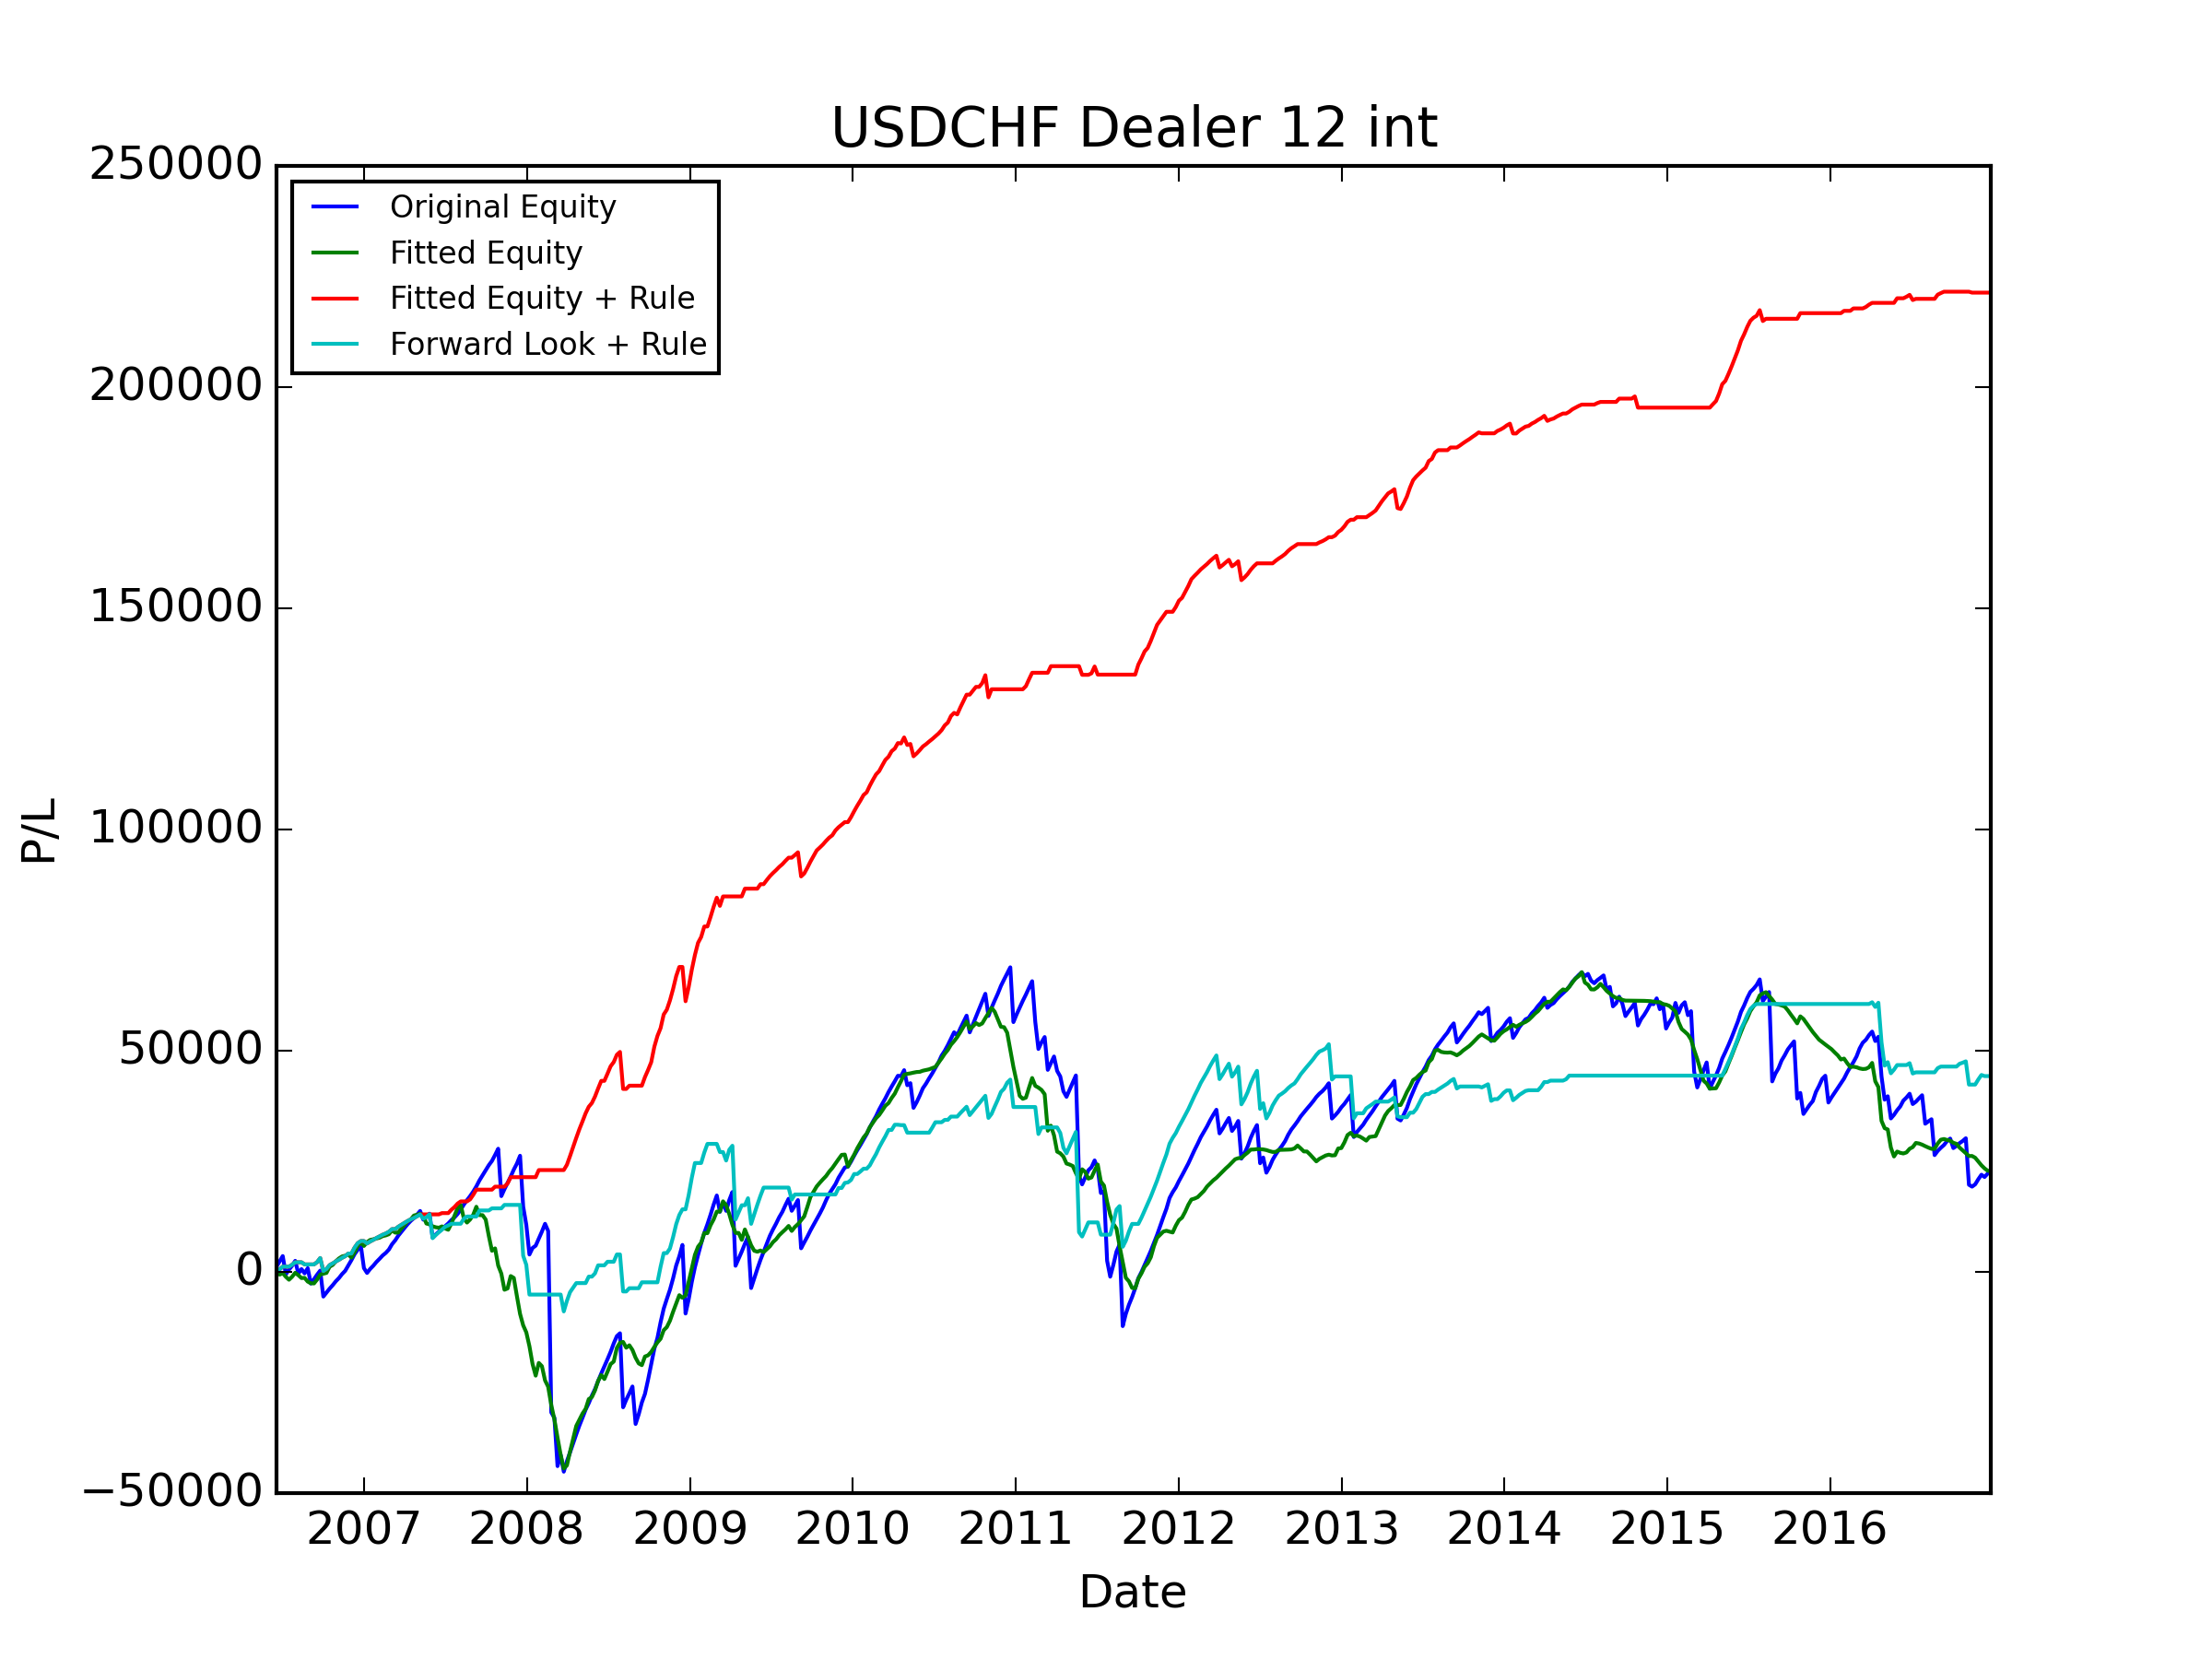 USDCHF Dealer 12 int
250000
200000
150000
100000
50000
0
−50000
P/L
Original Equity
Fitted Equity
Fitted Equity + Rule
Forward Look + Rule
2007 2008 2009 2010 2011 2012 2013 2014 2015 2016
Date